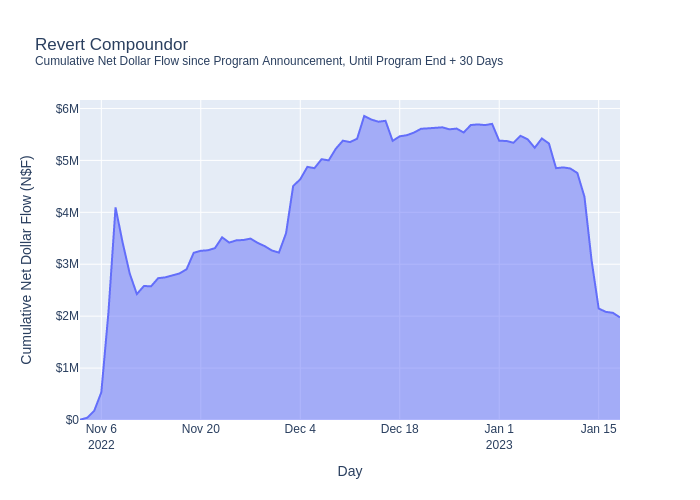 Revert Compoundor
Cumulative Net Dollar Flow since Program Announcement, Until Program End + 30 Days
Cumulative Net Dollar Flow (N$F)
$6M
$5M
$4M
$3M
$2M
$1M
$0
Nov 6
2022
Nov 20
Dec 4
Dec 18
Jan 1
2023
Jan 15
Day